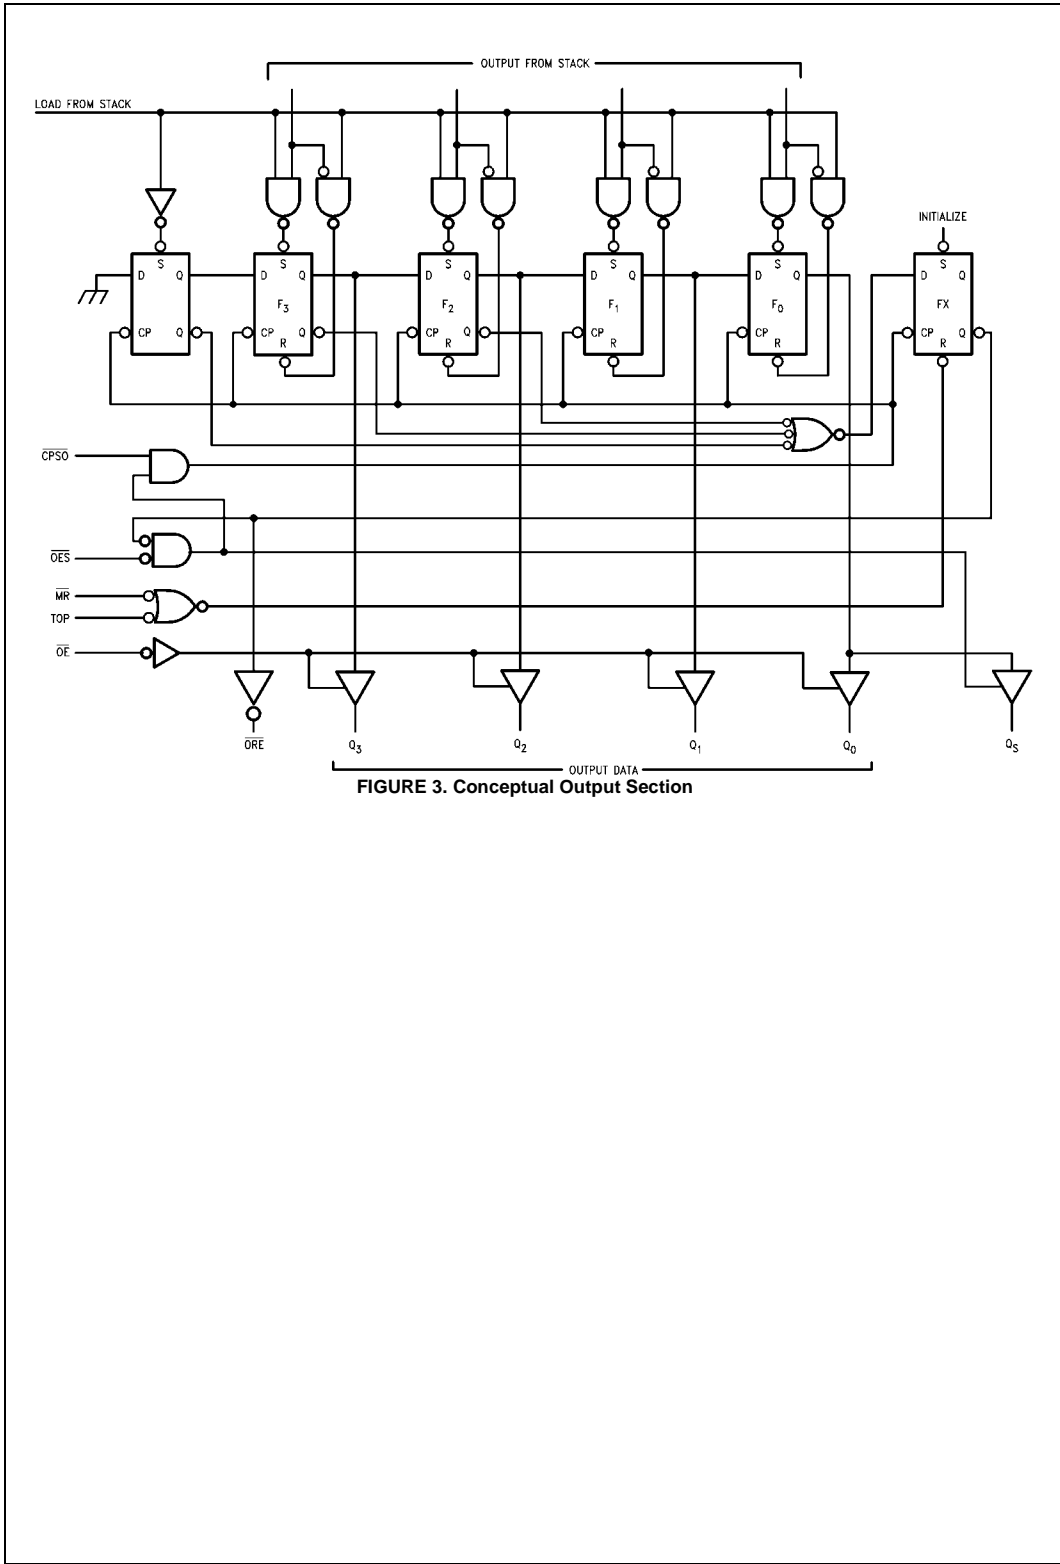 OUTPUT FROM STACK
LOAD FROM STACK
INITIALIZE
D S Q
D S Q
D S Q
D S Q
D S Q
D S Q
F3
F2
F1
F0
FX
CP Q
CP Q
CP Q
CP
CP
CP Q
R
R
R
R
R
CPSO
OES
MR
TOP
OE
ORE
Q3
Q2
Q1
Q0
QS
OUTPUT DATA
FIGURE 3. Conceptual Output Section